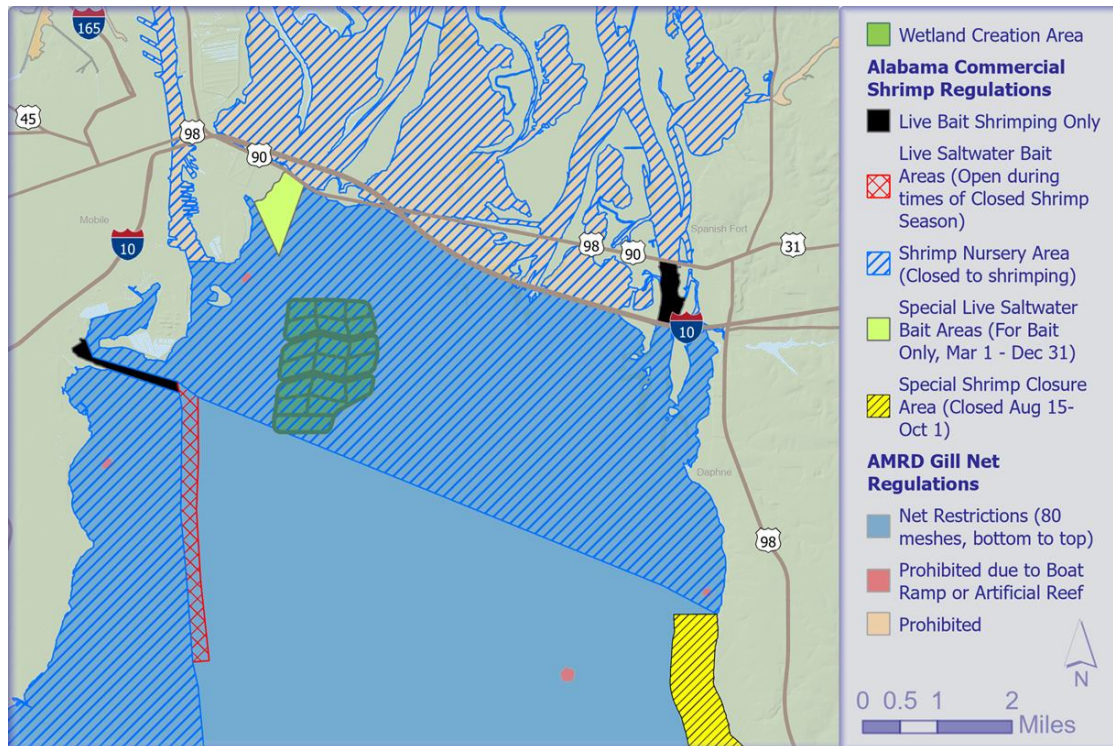 165
45
98
90
Mobile
10
98
90
Spanish Fort
31
10
Daphne
98
Wetland Creation Area
Alabama Commercial
Shrimp Regulations
Live Bait Shrimping Only
Live Saltwater Bait
Areas (Open during
times of Closed Shrimp
Season)
Shrimp Nursery Area
(Closed to shrimping)
Special Live Saltwater
Bait Areas (For Bait
Only, Mar 1 - Dec 31)
Special Shrimp Closure
Area (Closed Aug 15-
Oct 1)
AMRD Gill Net
Regulations
Net Restrictions (80
meshes, bottom to top)
Prohibited due to Boat
Ramp or Artificial Reef
Prohibited
N
0 0.5 1 2
Miles